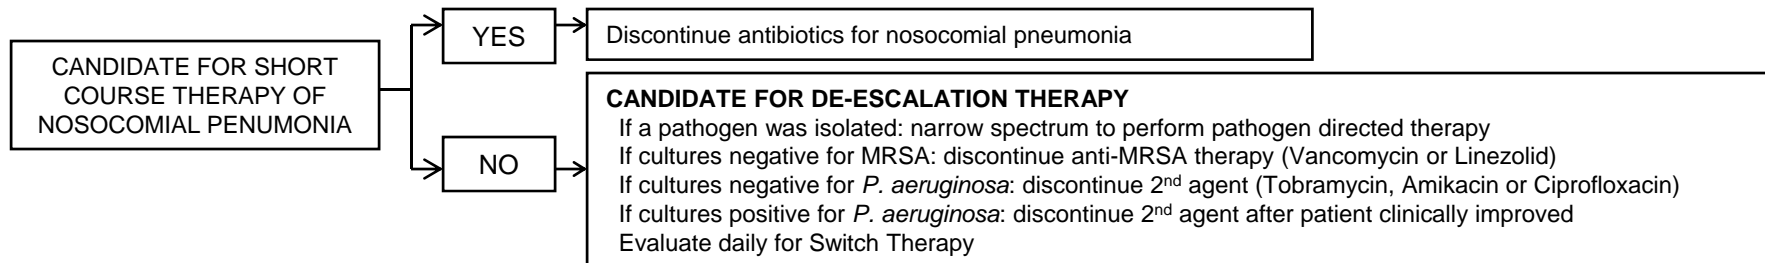 CANDIDATE FOR SHORT
COURSE THERAPY OF
NOSOCOMIAL PENUMONIA
YES
Discontinue antibiotics for nosocomial pneumonia
NO
CANDIDATE FOR DE-ESCALATION THERAPY
If a pathogen was isolated: narrow spectrum to perform pathogen directed therapy
If cultures negative for MRSA: discontinue anti-MRSA therapy (Vancomycin or Linezolid)
If cultures negative for P. aeruginosa: discontinue 2nd agent (Tobramycin, Amikacin or Ciprofloxacin)
If cultures positive for P. aeruginosa: discontinue 2nd agent after patient clinically improved
Evaluate daily for Switch Therapy